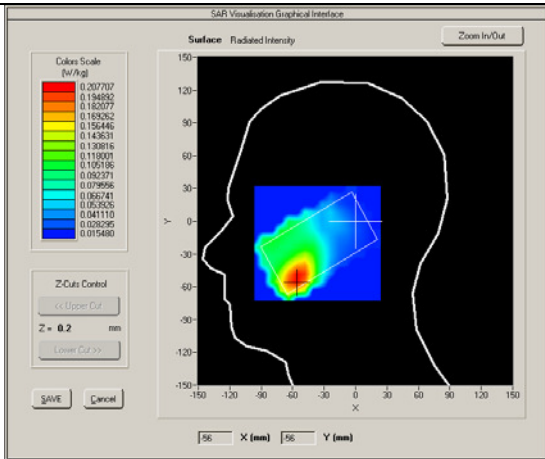 SAR Visualisation Graphical Interface
Surface Radiated Intensity
Zoom In/Out
Colors Scale
(W/kg)
0.207707
0.194892
0.182077
0.169262
0.156446
0.143631
0.130816
0.118001
0.105186
0.092371
0.079556
0.066741
0.053926
0.041110
0.028295
0.015480
Z-Cuts Control
<< Upper Cut
Z = 0.2 mm
Lower Cut >>
SAVE Cancel
150
120
90
60
30
0
-30
-60
-90
-120
-150
Y
-150 -120 -90 -60 -30 0 30 60 90 120 150
X
-56 X (mm) -56 Y (mm)